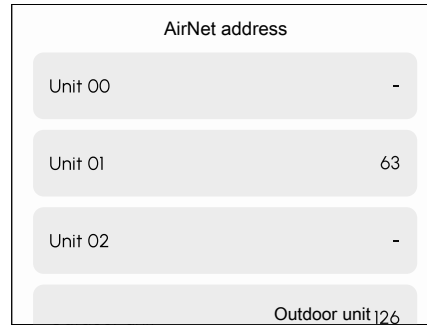 AirNet address
Unit 00 -
Unit 01 63
Unit 02 -
Outdoor unit 126